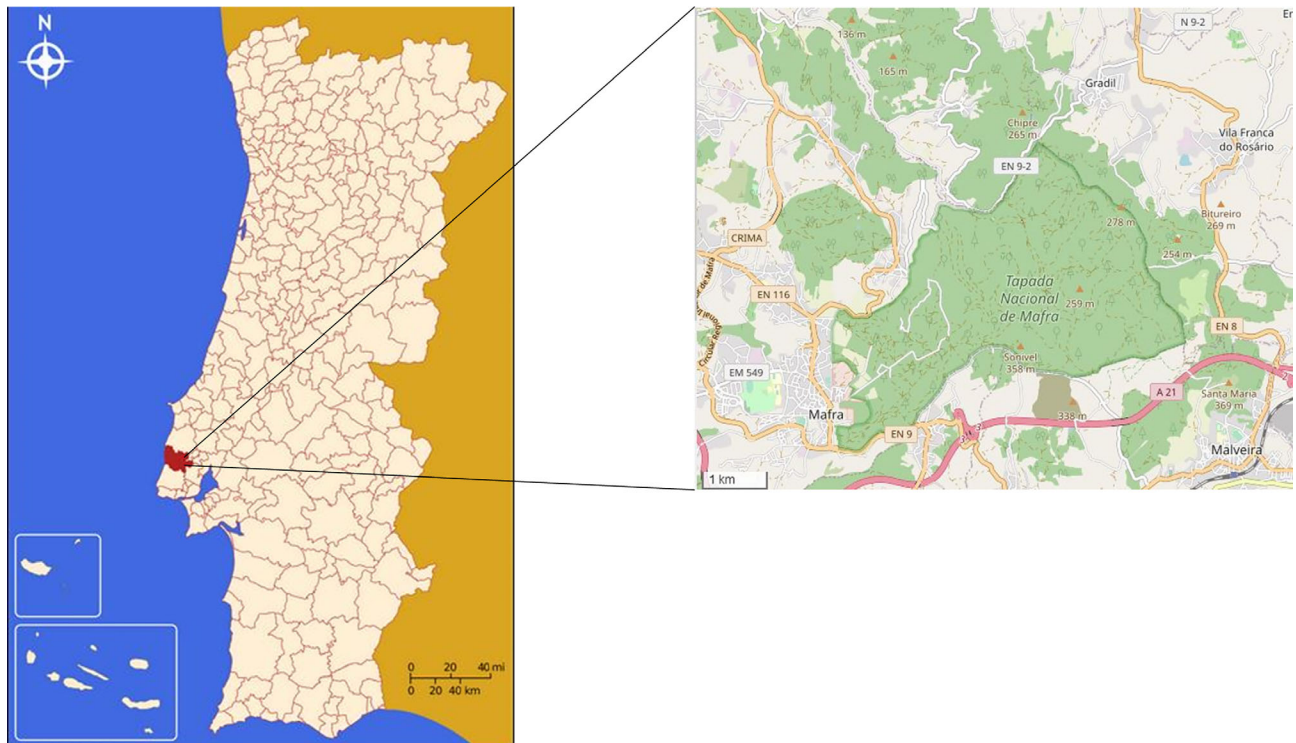 N
0 20 40 mi
0 20 40 km
136 m
165 m
N 9-2
Gradil
Chipre
265 m
Vila Franca
do Rosário
EN 9-2
278 m
Bitureiro
269 m
254 m
CRIMA
EN 116
Tapada
Nacional
de Mafra
259 m
EN 8
Sonivel
358 m
EM 549
A 21
Santa Maria
369 m
338 m
Mafra
EN 9
Malveira
1 km